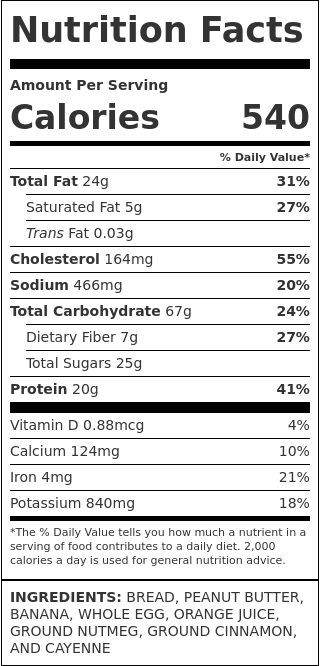 Nutrition Facts
Amount Per Serving
Calories 540
% Daily Value*
Total Fat 24g 31%
Saturated Fat 5g 27%
Trans Fat 0.03g
Cholesterol 164mg 55%
Sodium 466mg 20%
Total Carbohydrate 67g 24%
Dietary Fiber 7g 27%
Total Sugars 25g
Protein 20g 41%
Vitamin D 0.88mcg 4%
Calcium 124mg 10%
Iron 4mg 21%
Potassium 840mg 18%
*The % Daily Value tells you how much a nutrient in a
serving of food contributes to a daily diet. 2,000
calories a day is used for general nutrition advice.
INGREDIENTS: BREAD, PEANUT BUTTER,
BANANA, WHOLE EGG, ORANGE JUICE,
GROUND NUTMEG, GROUND CINNAMON,
AND CAYENNE